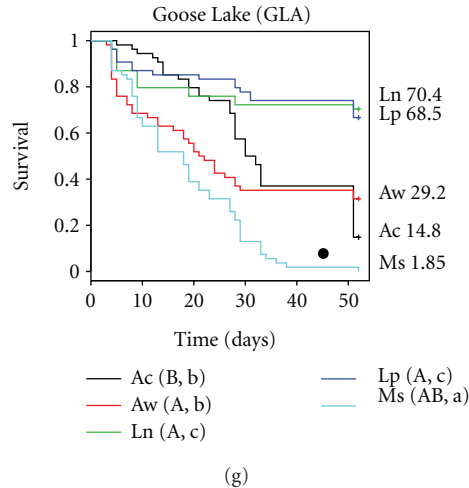 Goose Lake (GLA)
1
0.8
0.6
0.4
0.2
0
Survival
Ln 70.4
Lp 68.5
Aw 29.2
Ac 14.8
Ms 1.85
0 10 20 30 40 50
Time (days)
Ac (B, b)
Aw (A, b)
Ln (A, c)
Lp (A, c)
Ms (AB, a)
(g)